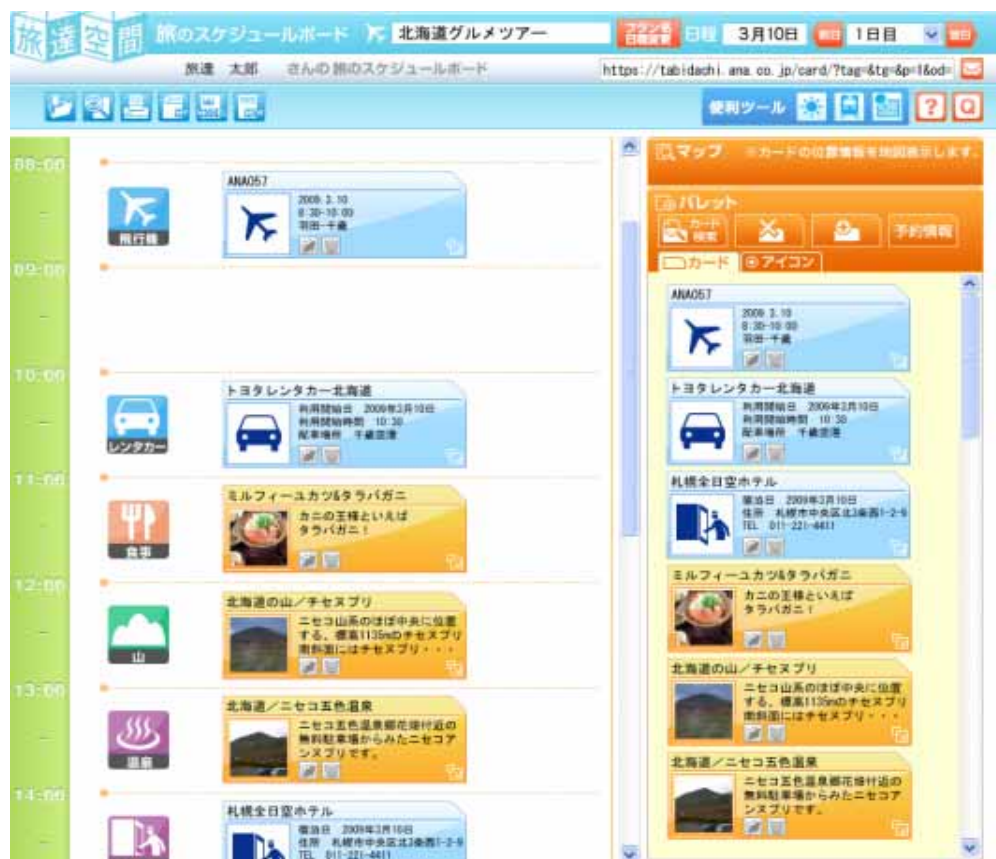 旅達空間 旅のスケジュールボード 北海道グルメツアー プラン名 日程変更 日程 3月10日 前日 1日目 翌日
旅達 太郎 さんの旅のスケジュールボード https://tabidachi.ana.co.jp/card/?tag=&tg=&p=1&od=
便利ツール ? Q
08:00
飛行機
ANA057
2009.3.10
8:30-10:00
羽田-千歳
09:00
10:00
レンタカー
トヨタレンタカー北海道
利用開始日 2009年3月10日
利用開始時間 10:30
配車場所 千歳空港
11:00
食事
ミルフィーユカツ&タラバガニ
カニの王様といえば
タラバガニ！
12:00
山
北海道の山／チセヌプリ
ニセコ山系のほぼ中央に位置
する、標高1135mのチセヌプリ
南斜面にはチセヌプリ・・・
13:00
温泉
北海道／ニセコ五色温泉
ニセコ五色温泉郷花畑付近の
無料駐車場からみたニセコア
ンヌプリです。
14:00
札幌全日空ホテル
宿泊日 2009年3月10日
住所 札幌市中央区北3条西1-2-9
TEL 011-221-4411
マップ ※カードの位置情報を地図表示します。
パレット
カード検索 予約情報
カード アイコン
ANA057
2009.3.10
8:30-10:00
羽田-千歳
トヨタレンタカー北海道
利用開始日 2009年3月10日
利用開始時間 10:30
配車場所 千歳空港
札幌全日空ホテル
宿泊日 2009年3月10日
住所 札幌市中央区北3条西1-2-9
TEL 011-221-4411
ミルフィーユカツ&タラバガニ
カニの王様といえば
タラバガニ！
北海道の山／チセヌプリ
ニセコ山系のほぼ中央に位置
する、標高1135mのチセヌプリ
南斜面にはチセヌプリ・・・
北海道／ニセコ五色温泉
ニセコ五色温泉郷花畑付近の
無料駐車場からみたニセコア
ンヌプリです。